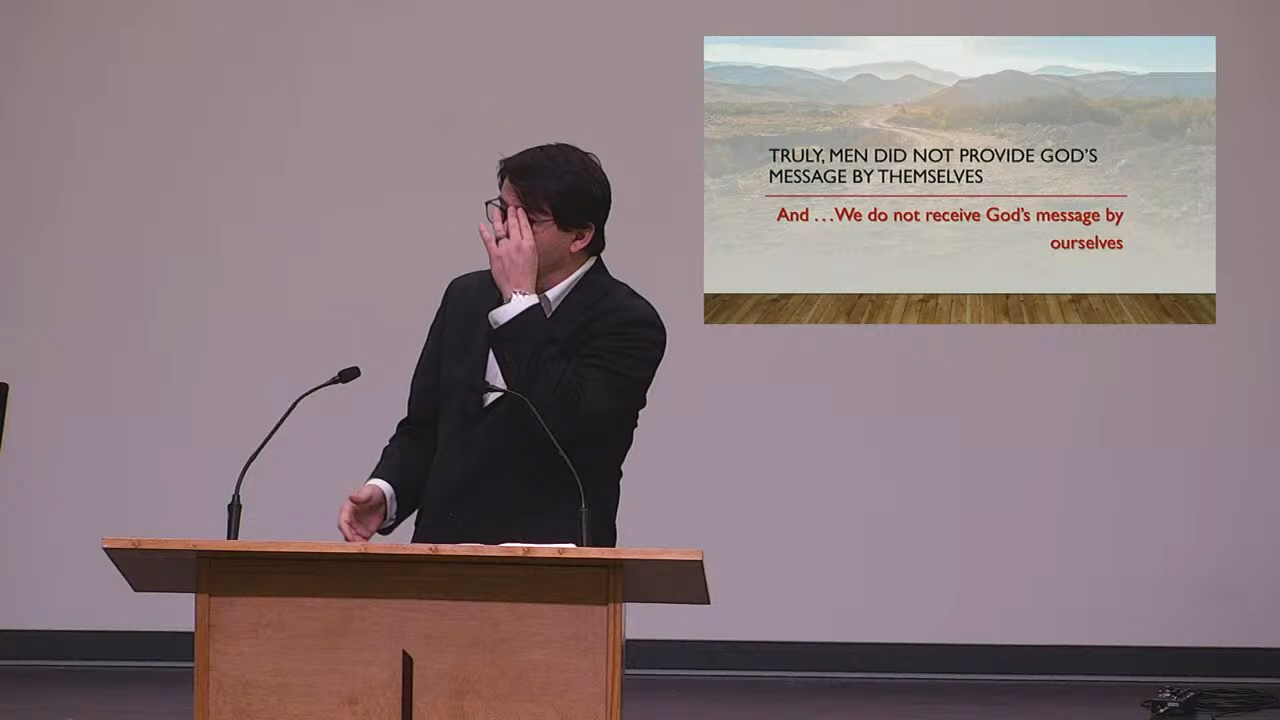 TRULY, MEN DID NOT PROVIDE GOD'S
MESSAGE BY THEMSELVES
And …We do not receive God's message by
ourselves